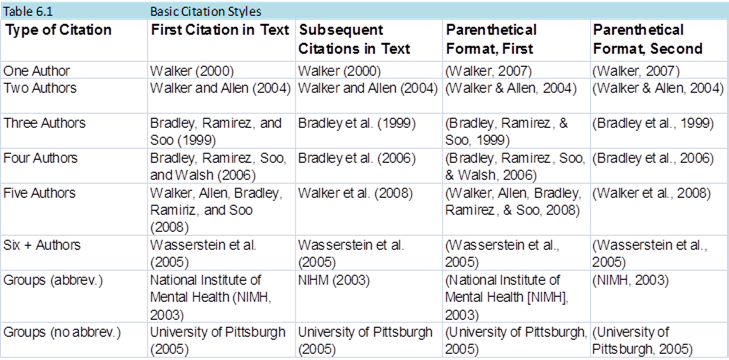 Table 6.1 Basic Citation Styles
Type of Citation First Citation in Text Subsequent Citations in Text Parenthetical Format, First Parenthetical Format, Second
One Author Walker (2000) Walker (2000) (Walker, 2007) (Walker, 2007)
Two Authors Walker and Allen (2004) Walker and Allen (2004) (Walker & Allen, 2004) (Walker & Allen, 2004)
Three Authors Bradley, Ramirez, and Soo (1999) Bradley et al. (1999) (Bradley, Ramirez, & Soo, 1999) (Bradley et al., 1999)
Four Authors Bradley, Ramirez, Soo, and Walsh (2006) Bradley et al. (2006) (Bradley, Ramirez, Soo, & Walsh, 2006) (Bradley et al., 2006)
Five Authors Walker, Allen, Bradley, Ramiriz, and Soo (2008) Walker et al. (2008) (Walker, Allen, Bradley, Ramirez, & Soo, 2008) (Walker et al., 2008)
Six + Authors Wasserstein et al. (2005) Wasserstein et al. (2005) (Wasserstein et al., 2005) (Wasserstein et al., 2005)
Groups (abbrev.) National Institute of Mental Health (NIMH, 2003) NIHM (2003) (National Institute of Mental Health [NIMH], 2003) (NIMH, 2003)
Groups (no abbrev.) University of Pittsburgh (2005) University of Pittsburgh (2005) (University of Pittsburgh, 2005) (University of Pittsburgh, 2005)